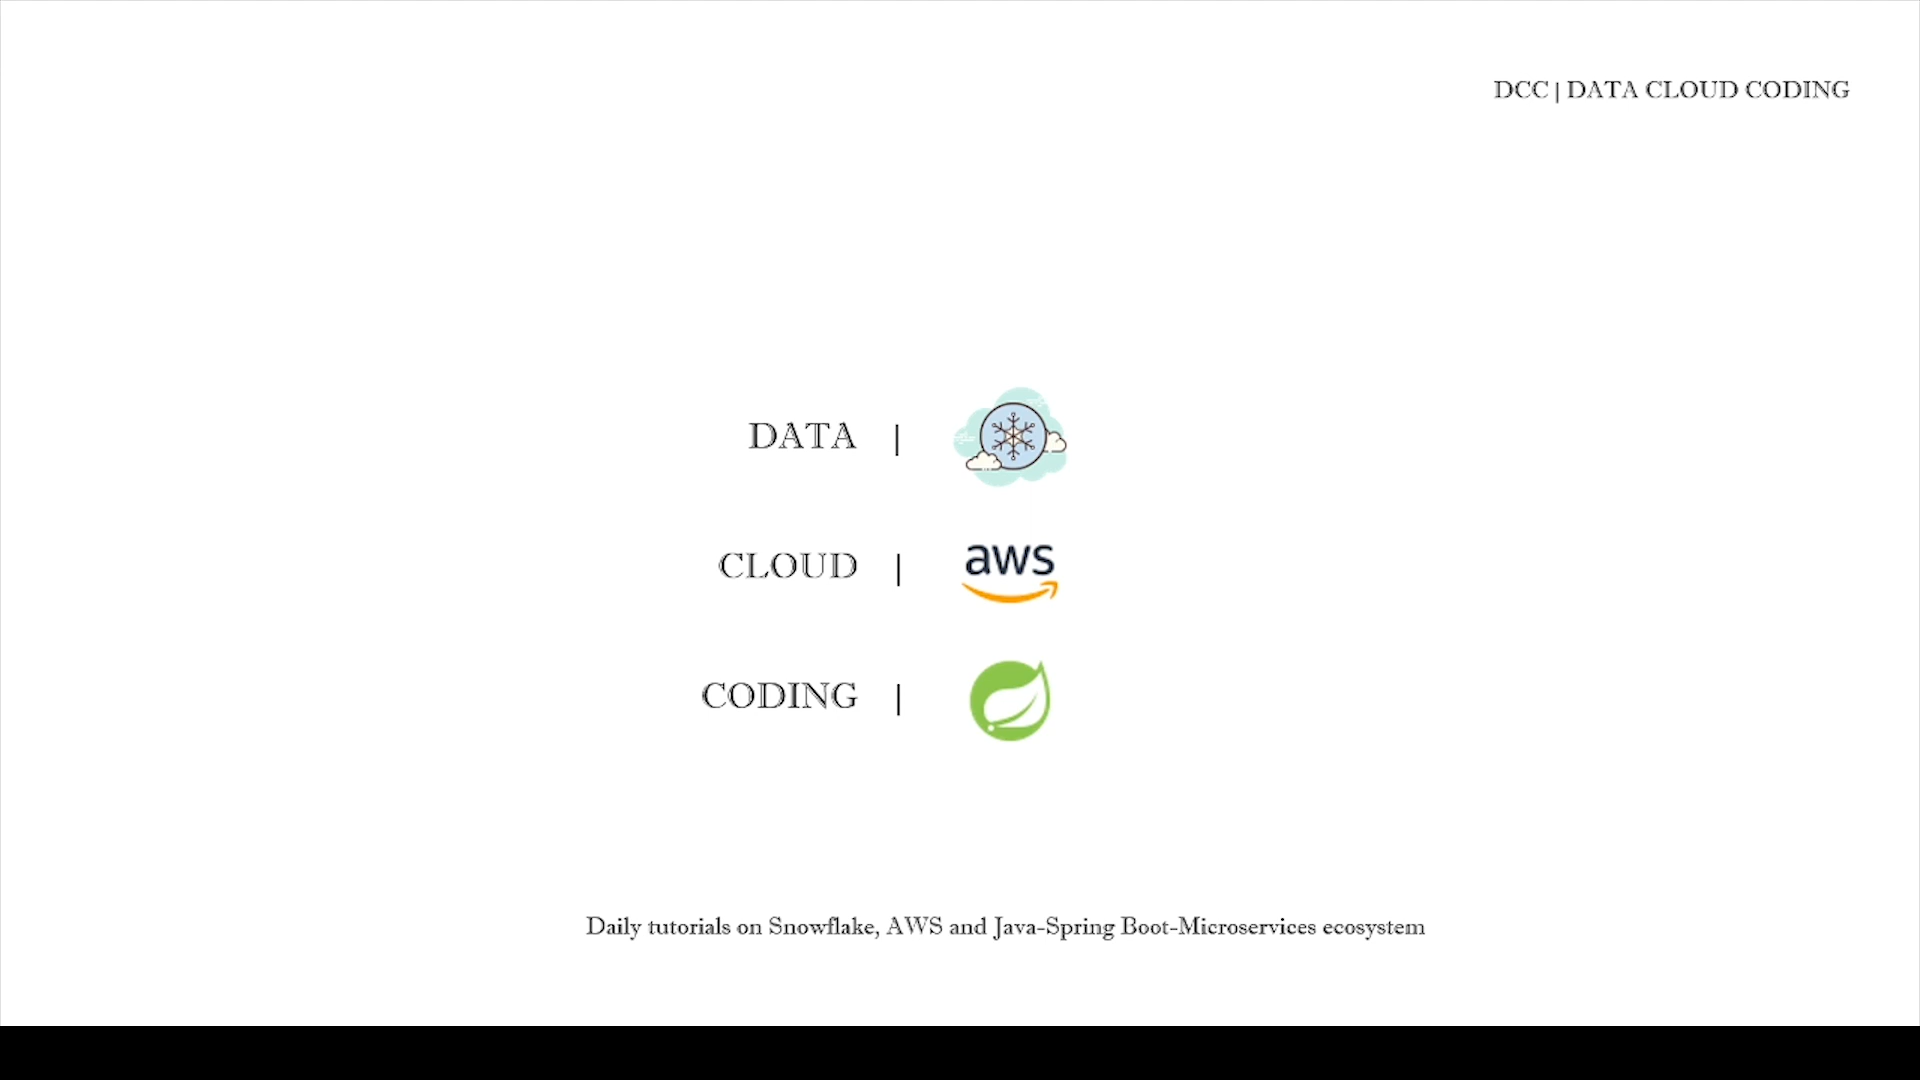 DCC | DATA CLOUD CODING
DATA |
CLOUD | aws
CODING |
Daily tutorials on Snowflake, AWS and Java-Spring Boot-Microservices ecosystem